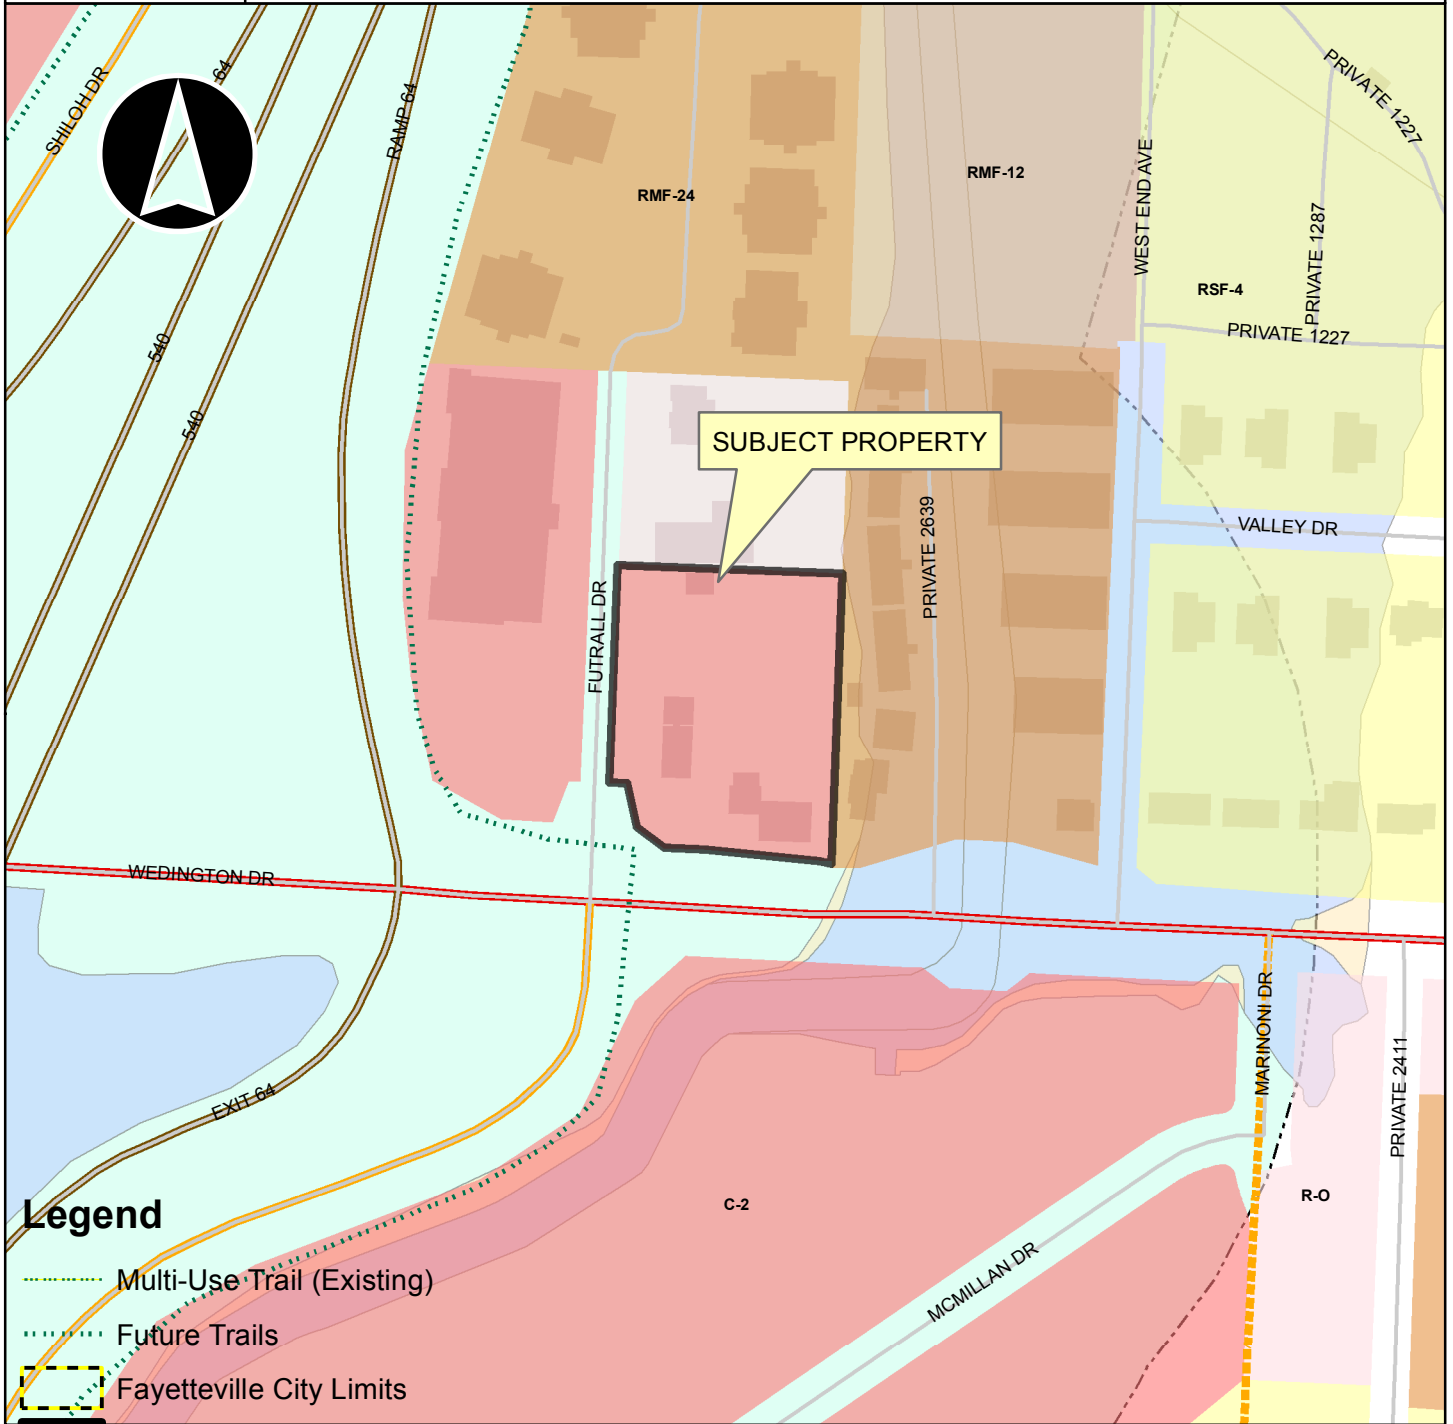 SHILOH DR
64
RAMP 64
PRIVATE 1227
RMF-24
RMF-12
WEST END AVE
PRIVATE 1287
RSF-4
PRIVATE 1227
540
540
SUBJECT PROPERTY
PRIVATE 2639
VALLEY DR
FUTRALL DR
WEDINGTON DR
MARINONI DR
PRIVATE 2411
EXIT 64
C-2
R-O
MCMILLAN DR
Legend
Multi-Use Trail (Existing)
Future Trails
Fayetteville City Limits